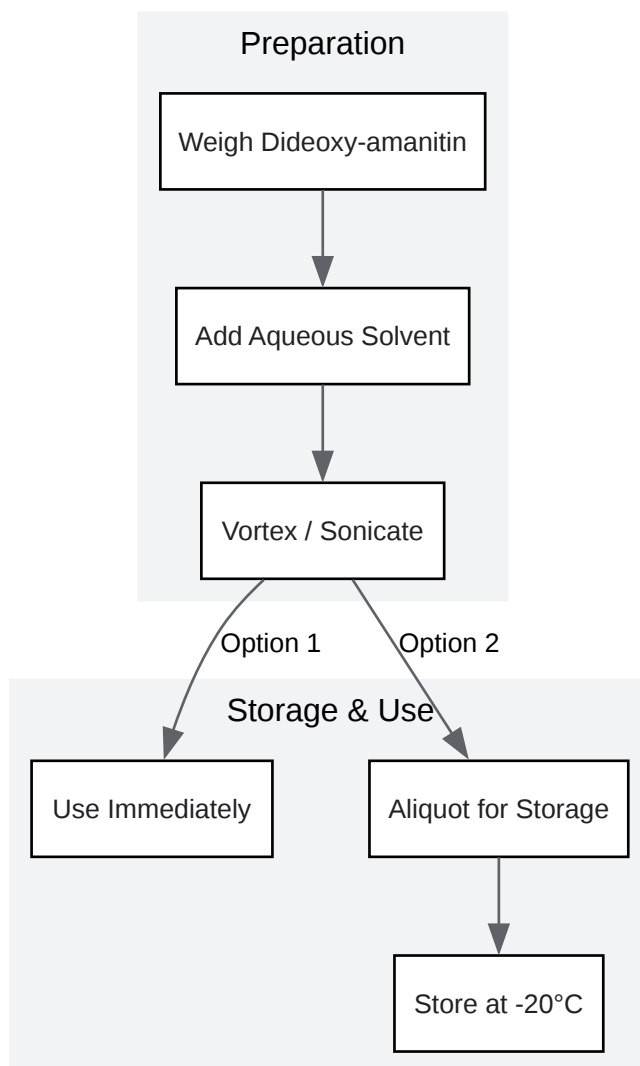 Preparation
Weigh Dideoxy-amanitin
Add Aqueous Solvent
Vortex / Sonicate
Option 1
Option 2
Storage & Use
Use Immediately
Aliquot for Storage
Store at -20°C